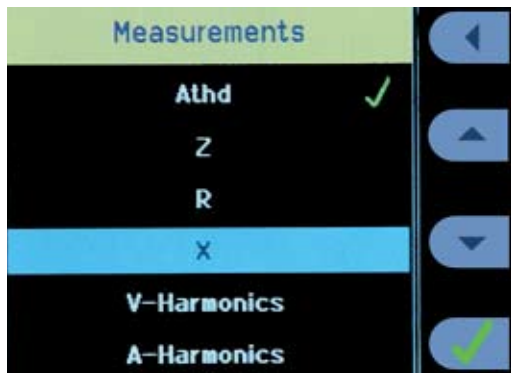 Measurements
Athd
Z
R
X
V-Harmonics
A-Harmonics